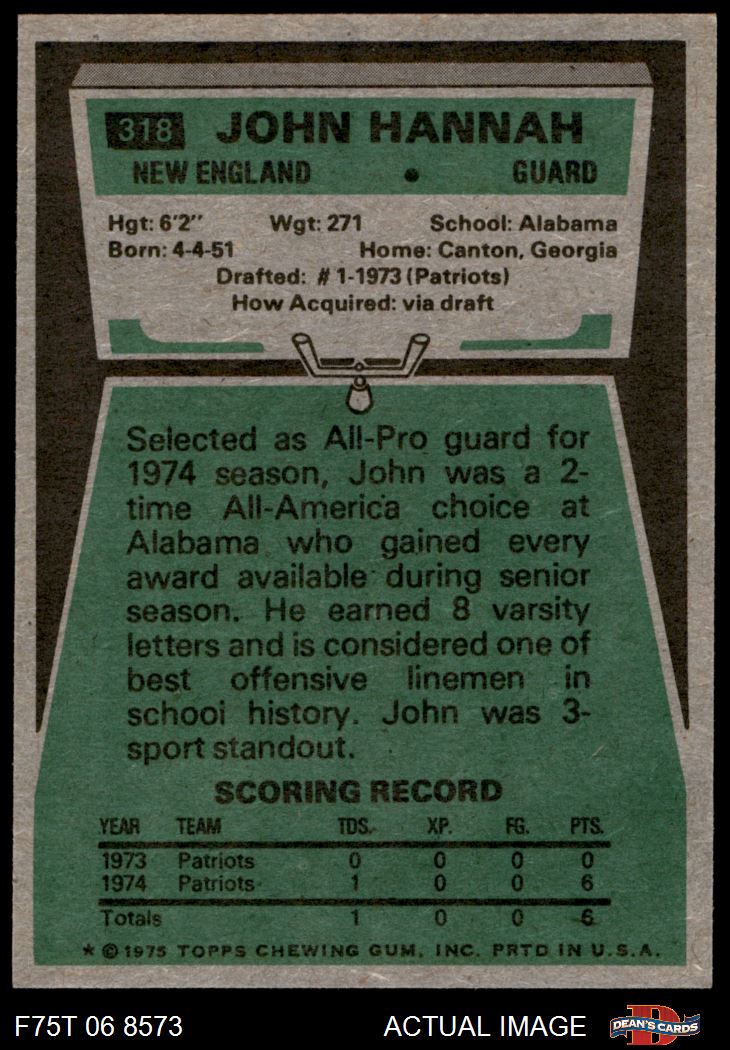 318 JOHN HANNAH
NEW ENGLAND • GUARD
Hgt: 6'2" Wgt: 271 School: Alabama
Born: 4-4-51 Home: Canton, Georgia
Drafted: #1-1973 (Patriots)
How Acquired: via draft
Selected as All-Pro guard for
1974 season, John was a 2-
time All-America choice at
Alabama who gained every
award available during senior
season. He earned 8 varsity
letters and is considered one of
best offensive linemen in
school history. John was 3-
sport standout.
SCORING RECORD
YEAR TEAM TDS. XP. FG. PTS.
1973 Patriots 0 0 0 0
1974 Patriots 1 0 0 6
Totals 1 0 0 6
* © 1975 TOPPS CHEWING GUM, INC. PRTD IN U.S.A.
F75T 06 8573 ACTUAL IMAGE D DEAN'S CARDS